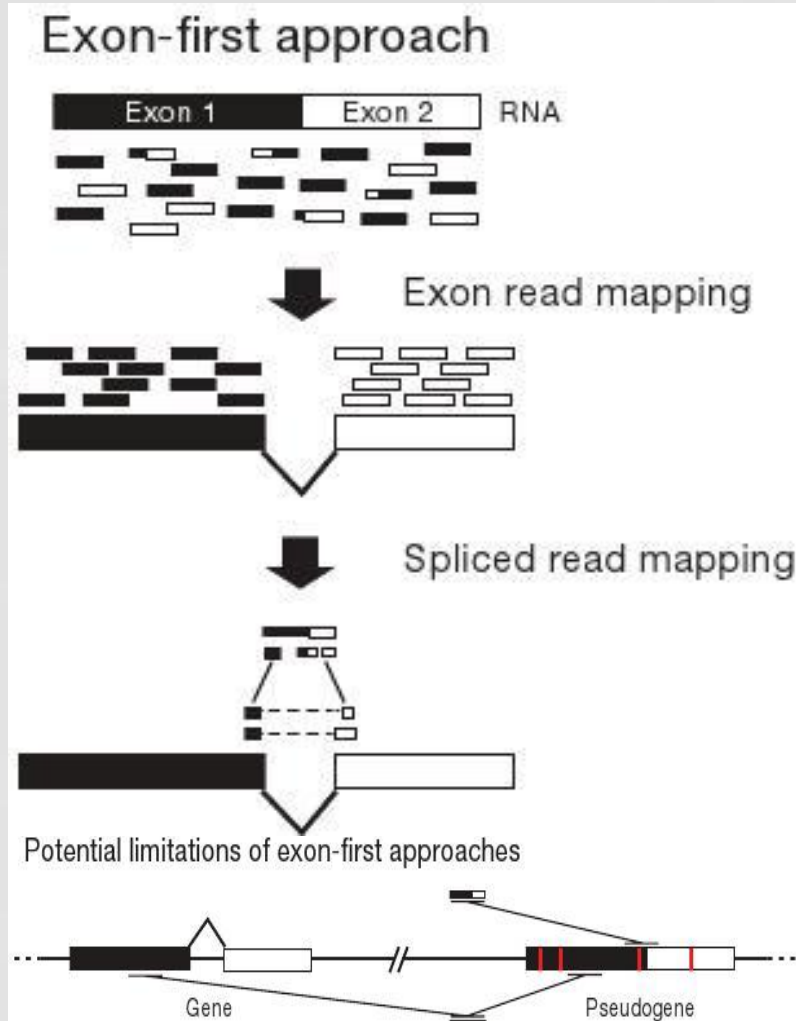 Exon-first approach
Exon 1 Exon 2 RNA
Exon read mapping
Spliced read mapping
Potential limitations of exon-first approaches
Gene Pseudogene